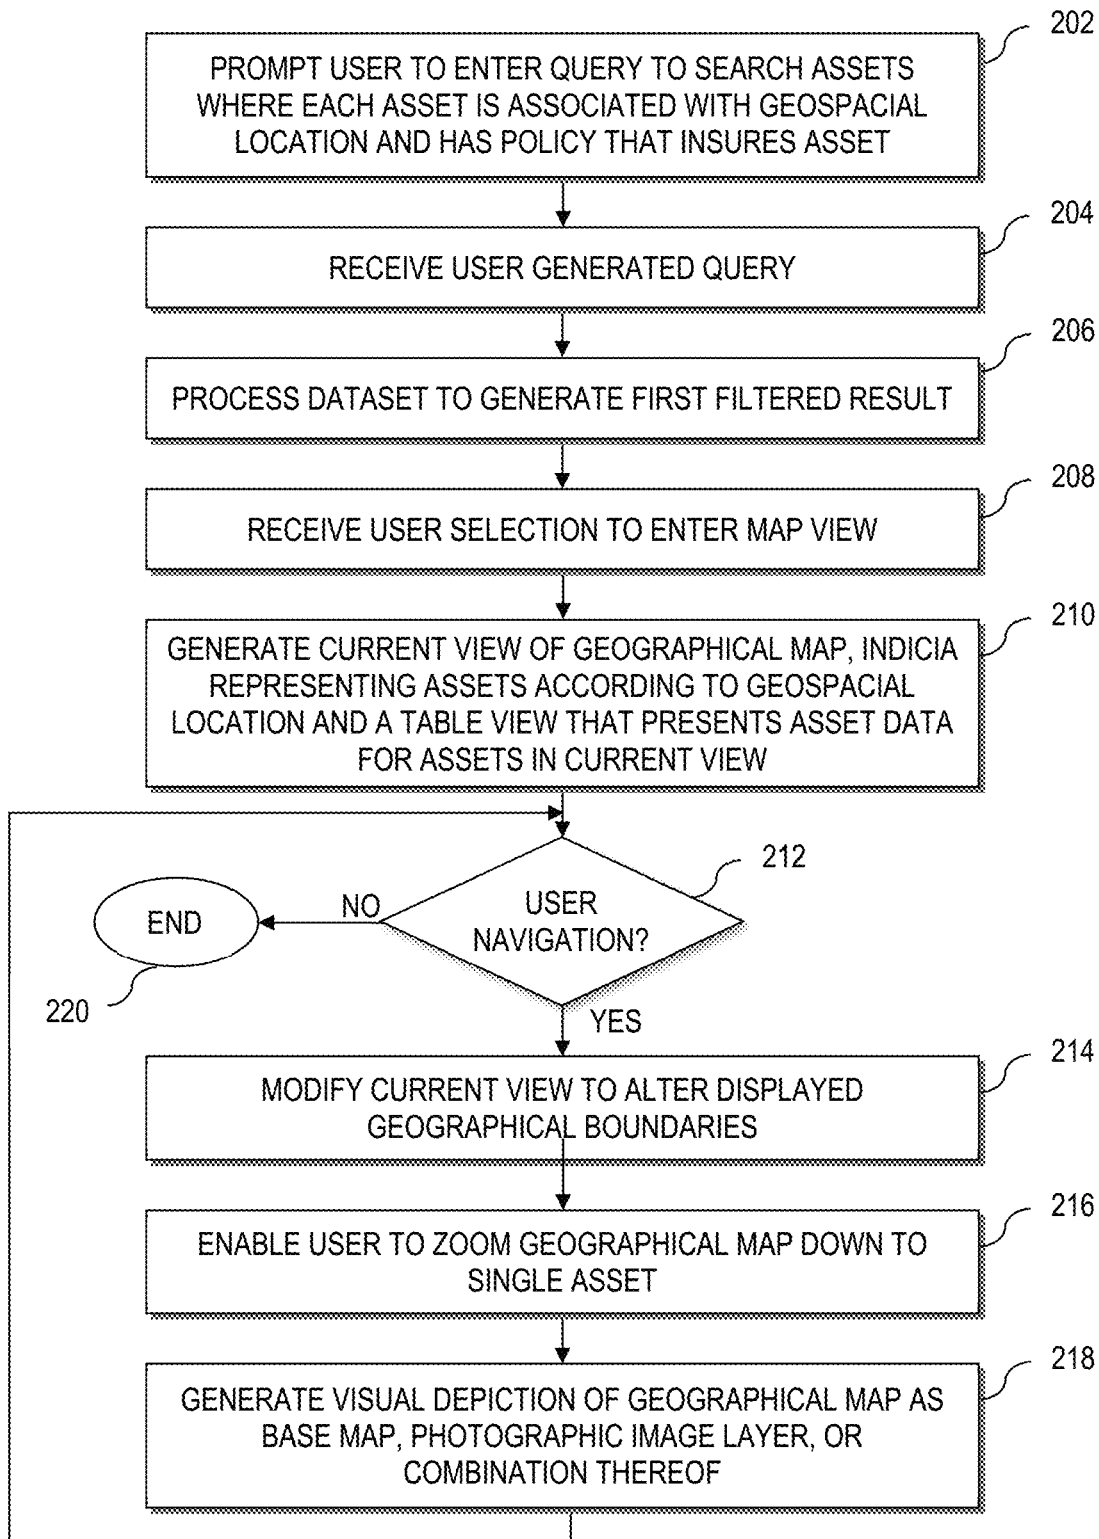 202
PROMPT USER TO ENTER QUERY TO SEARCH ASSETS
WHERE EACH ASSET IS ASSOCIATED WITH GEOSPACIAL
LOCATION AND HAS POLICY THAT INSURES ASSET
204
RECEIVE USER GENERATED QUERY
206
PROCESS DATASET TO GENERATE FIRST FILTERED RESULT
208
RECEIVE USER SELECTION TO ENTER MAP VIEW
210
GENERATE CURRENT VIEW OF GEOGRAPHICAL MAP, INDICIA
REPRESENTING ASSETS ACCORDING TO GEOSPACIAL
LOCATION AND A TABLE VIEW THAT PRESENTS ASSET DATA
FOR ASSETS IN CURRENT VIEW
212
USER
NAVIGATION?
NO
END
220
YES
214
MODIFY CURRENT VIEW TO ALTER DISPLAYED
GEOGRAPHICAL BOUNDARIES
216
ENABLE USER TO ZOOM GEOGRAPHICAL MAP DOWN TO
SINGLE ASSET
218
GENERATE VISUAL DEPICTION OF GEOGRAPHICAL MAP AS
BASE MAP, PHOTOGRAPHIC IMAGE LAYER, OR
COMBINATION THEREOF